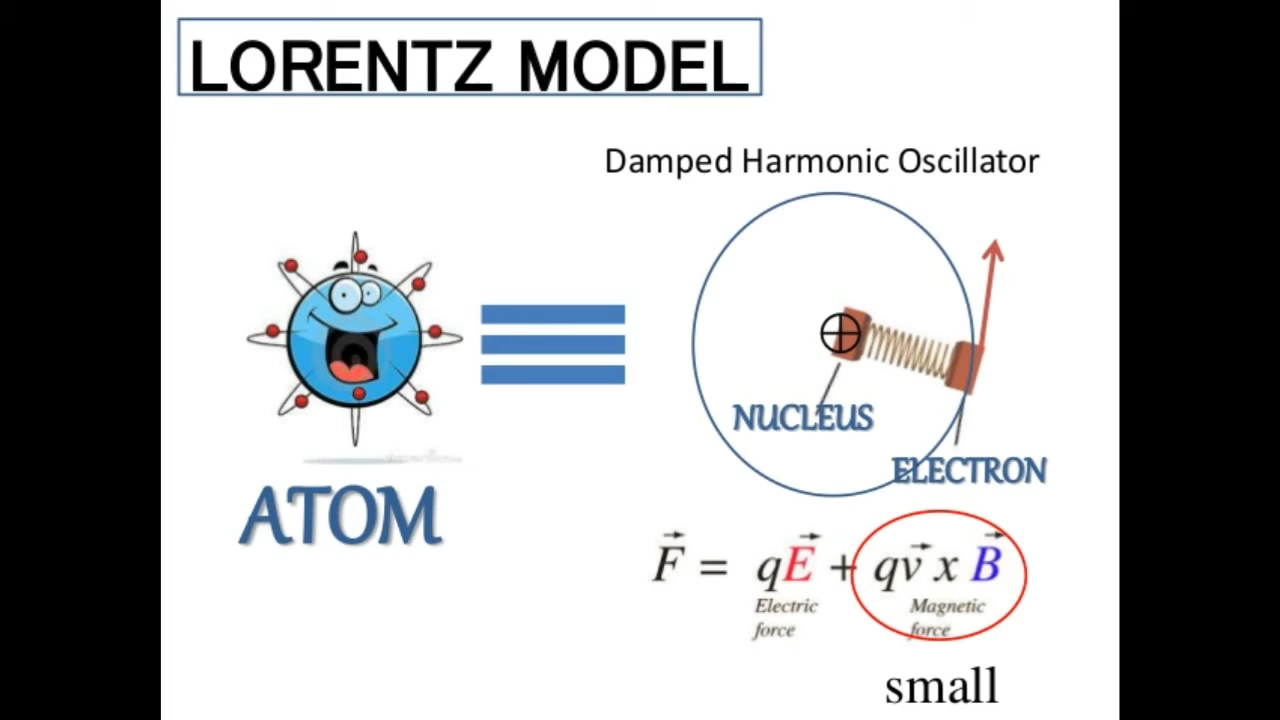 LORENTZ MODEL
Damped Harmonic Oscillator
NUCLEUS
ELECTRON
ATOM
F⃗ = qE⃗ + qv⃗ x B⃗
Electric Magnetic
force force
small